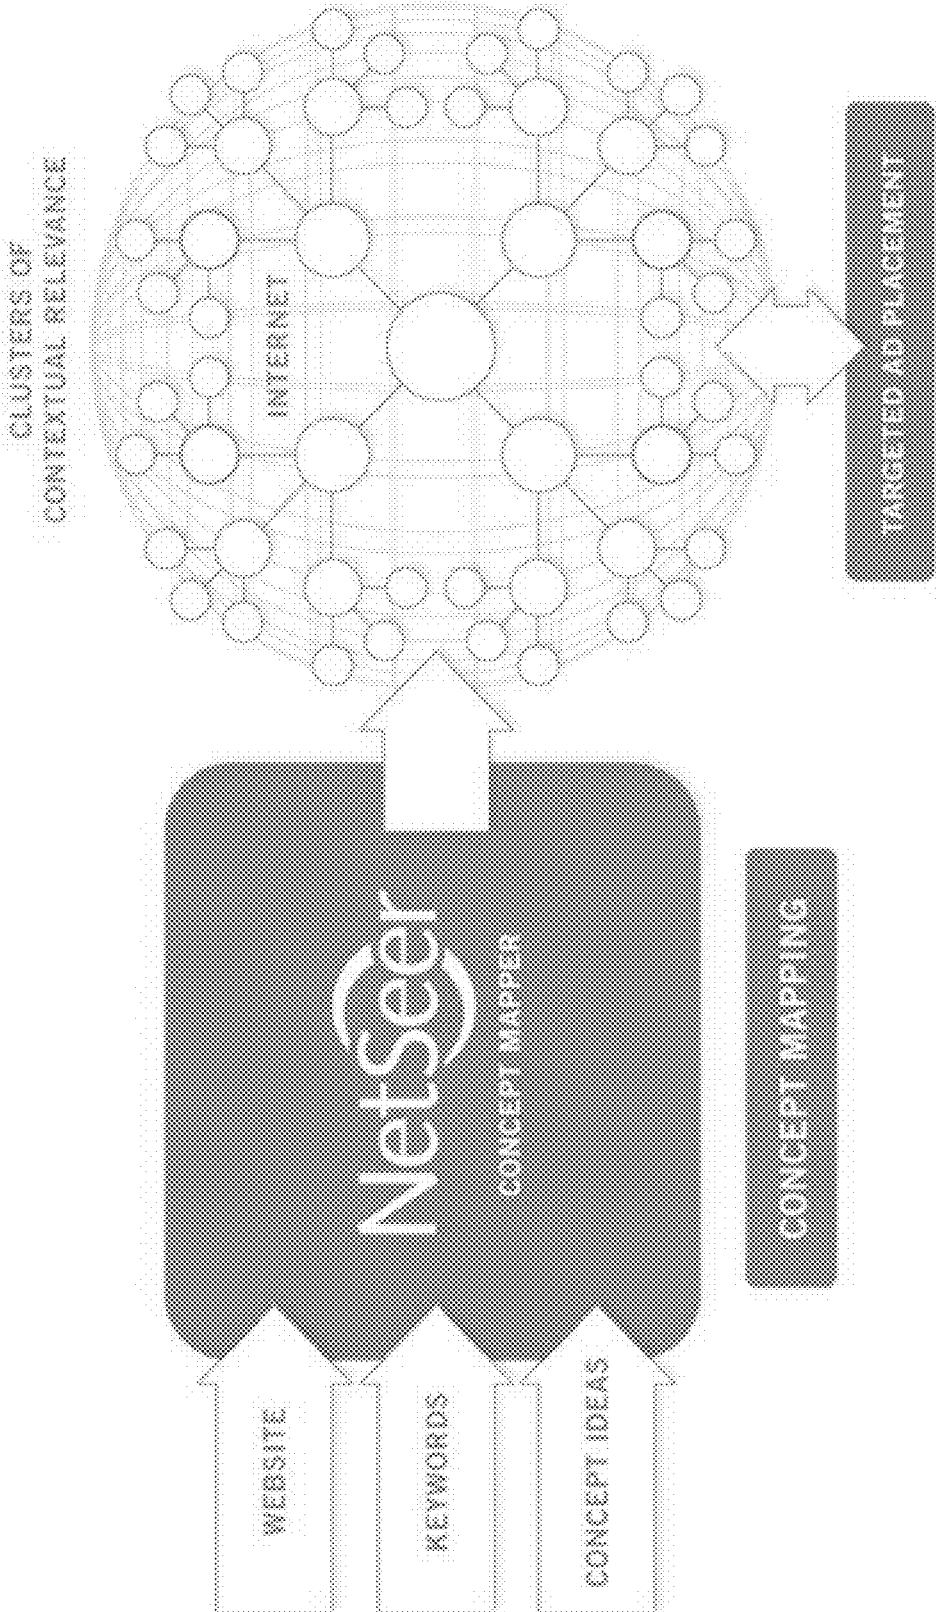 CLUSTERS OF
CONTEXTUAL RELEVANCE
INTERNET
WEBSITE
KEYWORDS
CONCEPT IDEAS
NetSeer
CONCEPT MAPPER
CONCEPT MAPPING
TARGETED AD PLACEMENT